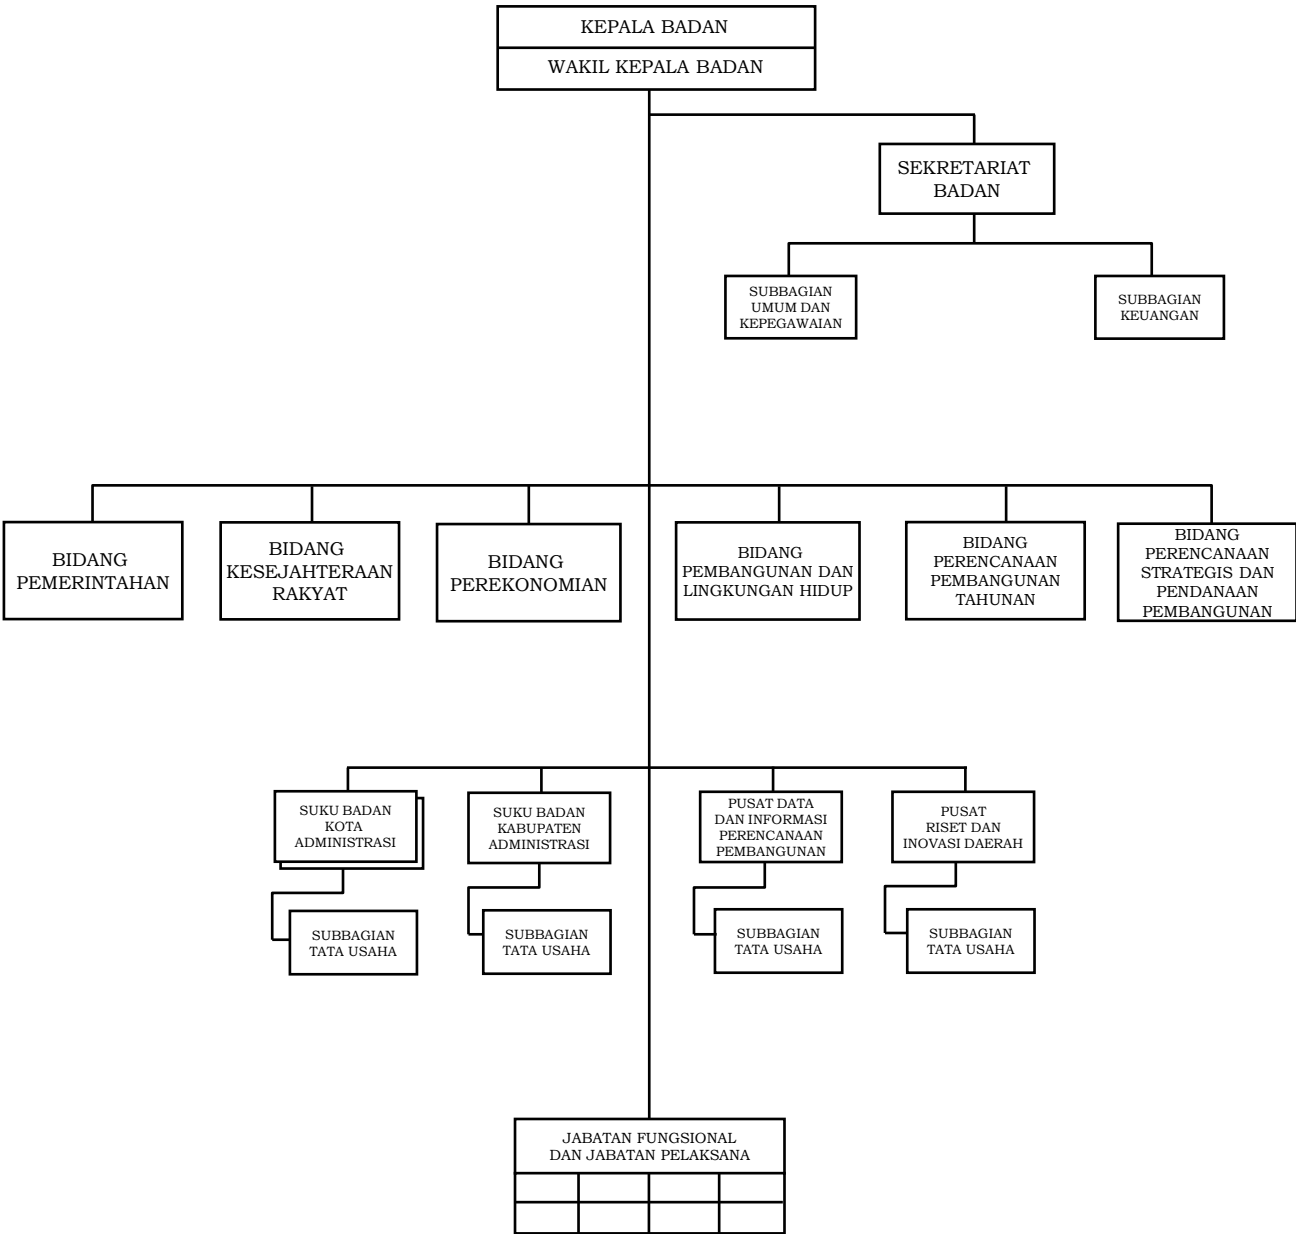 KEPALA BADAN
WAKIL KEPALA BADAN
SEKRETARIAT
BADAN
SUBBAGIAN
UMUM DAN
KEPEGAWAIAN
SUBBAGIAN
KEUANGAN
BIDANG
PEMERINTAHAN
BIDANG
KESEJAHTERAAN
RAKYAT
BIDANG
PEREKONOMIAN
BIDANG
PEMBANGUNAN DAN
LINGKUNGAN HIDUP
BIDANG
PERENCANAAN
PEMBANGUNAN
TAHUNAN
BIDANG
PERENCANAAN
STRATEGIS DAN
PENDANAAN
PEMBANGUNAN
SUKU BADAN
KOTA
ADMINISTRASI
SUKU BADAN
KABUPATEN
ADMINISTRASI
PUSAT DATA
DAN INFORMASI
PERENCANAAN
PEMBANGUNAN
PUSAT
RISET DAN
INOVASI DAERAH
SUBBAGIAN
TATA USAHA
SUBBAGIAN
TATA USAHA
SUBBAGIAN
TATA USAHA
SUBBAGIAN
TATA USAHA
JABATAN FUNGSIONAL
DAN JABATAN PELAKSANA